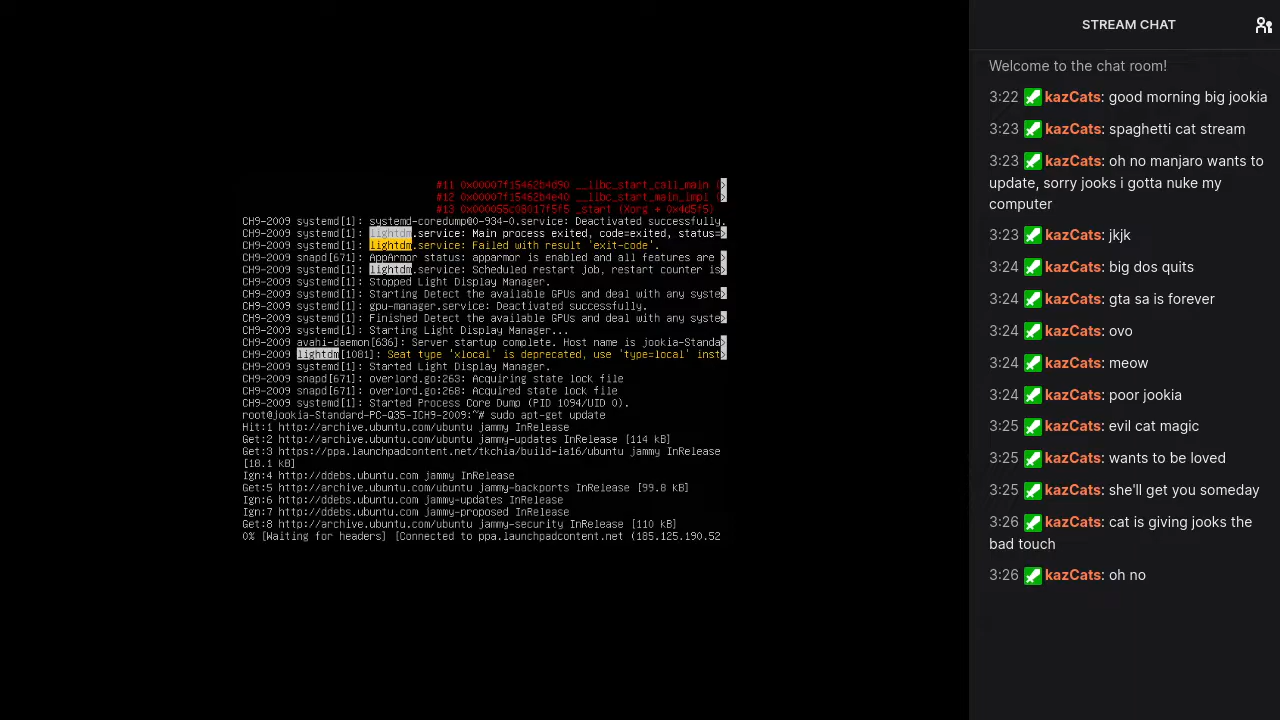 #11 0x00007f15462b4d90 __libc_start_call_main (>
#12 0x00007f15462b4e40 __libc_start_main_impl (>
#13 0x000055c08017f5f5 _start (Xorg + 0x4d5f5)
CH9-2009 systemd[1]: systemd-coredump@0-934-0.service: Deactivated successfully.
CH9-2009 systemd[1]: lightdm.service: Main process exited, code=exited, status=>
CH9-2009 systemd[1]: lightdm.service: Failed with result 'exit-code'.
CH9-2009 snapd[671]: AppArmor status: apparmor is enabled and all features are >
CH9-2009 systemd[1]: lightdm.service: Scheduled restart job, restart counter is>
CH9-2009 systemd[1]: Stopped Light Display Manager.
CH9-2009 systemd[1]: Starting Detect the available GPUs and deal with any syste>
CH9-2009 systemd[1]: gpu-manager.service: Deactivated successfully.
CH9-2009 systemd[1]: Finished Detect the available GPUs and deal with any syste>
CH9-2009 systemd[1]: Starting Light Display Manager...
CH9-2009 avahi-daemon[636]: Server startup complete. Host name is jookia-Standa>
CH9-2009 lightdm[1081]: Seat type 'xlocal' is deprecated, use 'type=local' inst>
CH9-2009 systemd[1]: Started Light Display Manager.
CH9-2009 snapd[671]: overlord.go:263: Acquiring state lock file
CH9-2009 snapd[671]: overlord.go:268: Acquired state lock file
CH9-2009 systemd[1]: Started Process Core Dump (PID 1094/UID 0).
root@jookia-Standard-PC-Q35-ICH9-2009:~# sudo apt-get update
Hit:1 http://archive.ubuntu.com/ubuntu jammy InRelease
Get:2 http://archive.ubuntu.com/ubuntu jammy-updates InRelease [114 kB]
Get:3 https://ppa.launchpadcontent.net/tkchia/build-ia16/ubuntu jammy InRelease
[18.1 kB]
Ign:4 http://ddebs.ubuntu.com jammy InRelease
Get:5 http://archive.ubuntu.com/ubuntu jammy-backports InRelease [99.8 kB]
Ign:6 http://ddebs.ubuntu.com jammy-updates InRelease
Ign:7 http://ddebs.ubuntu.com jammy-proposed InRelease
Get:8 http://archive.ubuntu.com/ubuntu jammy-security InRelease [110 kB]
0% [Waiting for headers] [Connected to ppa.launchpadcontent.net (185.125.190.52
STREAM CHAT
Welcome to the chat room!
3:22 kazCats: good morning big jookia
3:23 kazCats: spaghetti cat stream
3:23 kazCats: oh no manjaro wants to
update, sorry jooks i gotta nuke my
computer
3:23 kazCats: jkjk
3:24 kazCats: big dos quits
3:24 kazCats: gta sa is forever
3:24 kazCats: ovo
3:24 kazCats: meow
3:24 kazCats: poor jookia
3:25 kazCats: evil cat magic
3:25 kazCats: wants to be loved
3:25 kazCats: she'll get you someday
3:26 kazCats: cat is giving jooks the
bad touch
3:26 kazCats: oh no